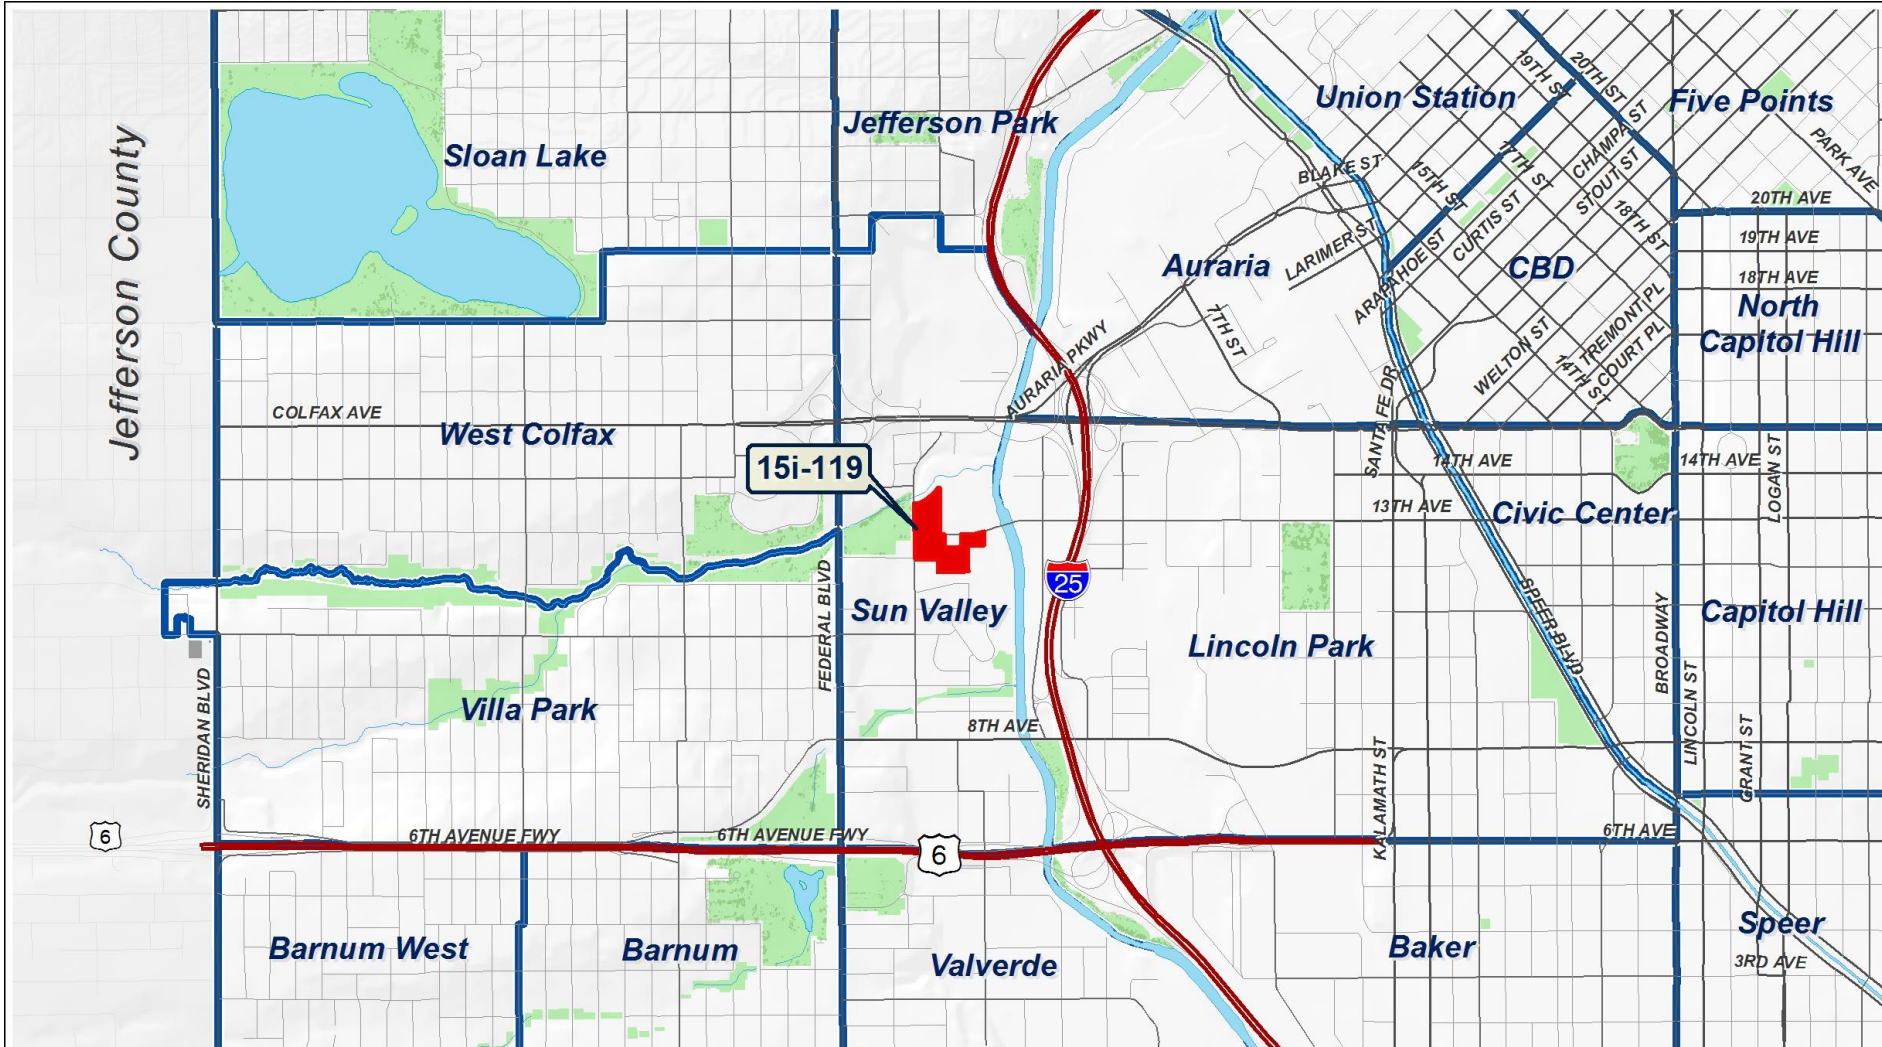 19TH ST
20TH ST
Union Station
Five Points
Jefferson Park
CHAMPA ST
PARK AVE
Jefferson County
Sloan Lake
BLAKE ST
15TH ST
17TH ST
STOUT ST
20TH AVE
CURTIS ST
18TH ST
19TH AVE
LARIMER ST
Auraria
ARAPAHOE ST
CBD
18TH AVE
North
Capitol Hill
7TH ST
TREMONT PL
COURT PL
WELTON ST
14TH ST
AURARIA PKWY
SANTA FE DR
COLFAX AVE
West Colfax
15i-119
14TH AVE
14TH AVE
LOGAN ST
13TH AVE
Civic Center
25
FEDERAL BLVD
Sun Valley
SPEER BLVD
BROADWAY
Capitol Hill
Lincoln Park
SHERIDAN BLVD
Villa Park
LINCOLN ST
8TH AVE
GRANT ST
KALAMATH ST
6
6TH AVENUE FWY
6TH AVENUE FWY
6
6TH AVE
Barnum West
Barnum
Valverde
Baker
Speer
3RD AVE